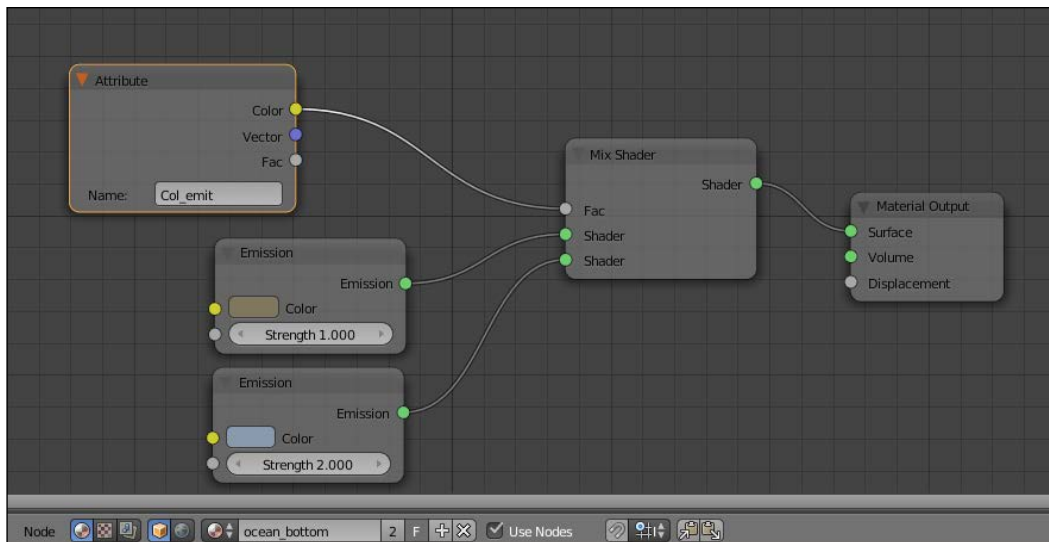 Attribute
Color
Vector
Fac
Name: Col_emit
Mix Shader
Shader
Fac
Shader
Shader
Material Output
Surface
Volume
Displacement
Emission
Emission
Color
Strength 1.000
Emission
Emission
Color
Strength 2.000
Node ocean_bottom 2 F Use Nodes